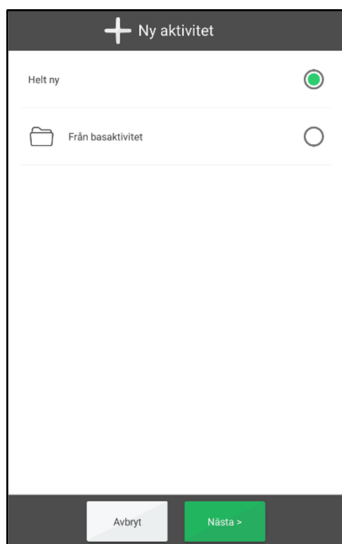 Ny aktivitet
Helt ny
Från basaktivitet
Avbryt
Nästa >